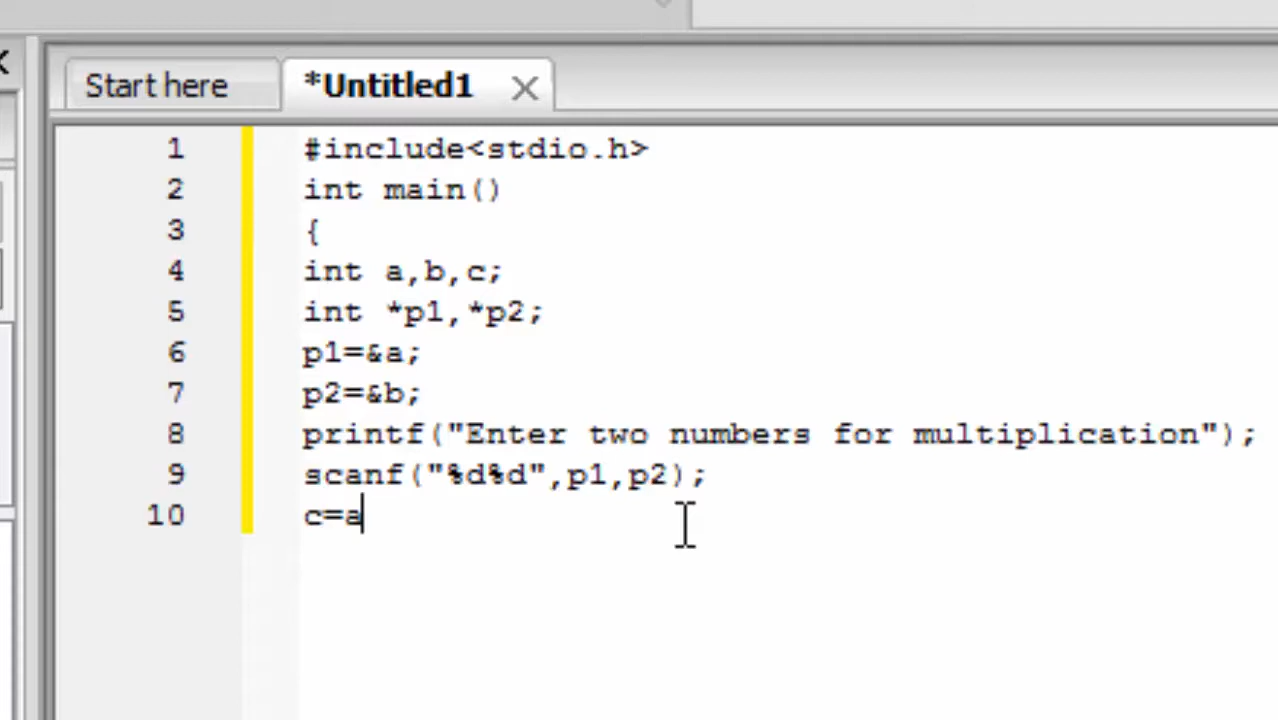 Start here
*Untitled1
1 #include<stdio.h>
2 int main()
3 {
4 int a,b,c;
5 int *p1,*p2;
6 p1=&a;
7 p2=&b;
8 printf("Enter two numbers for multiplication");
9 scanf("%d%d",p1,p2);
10 c=a